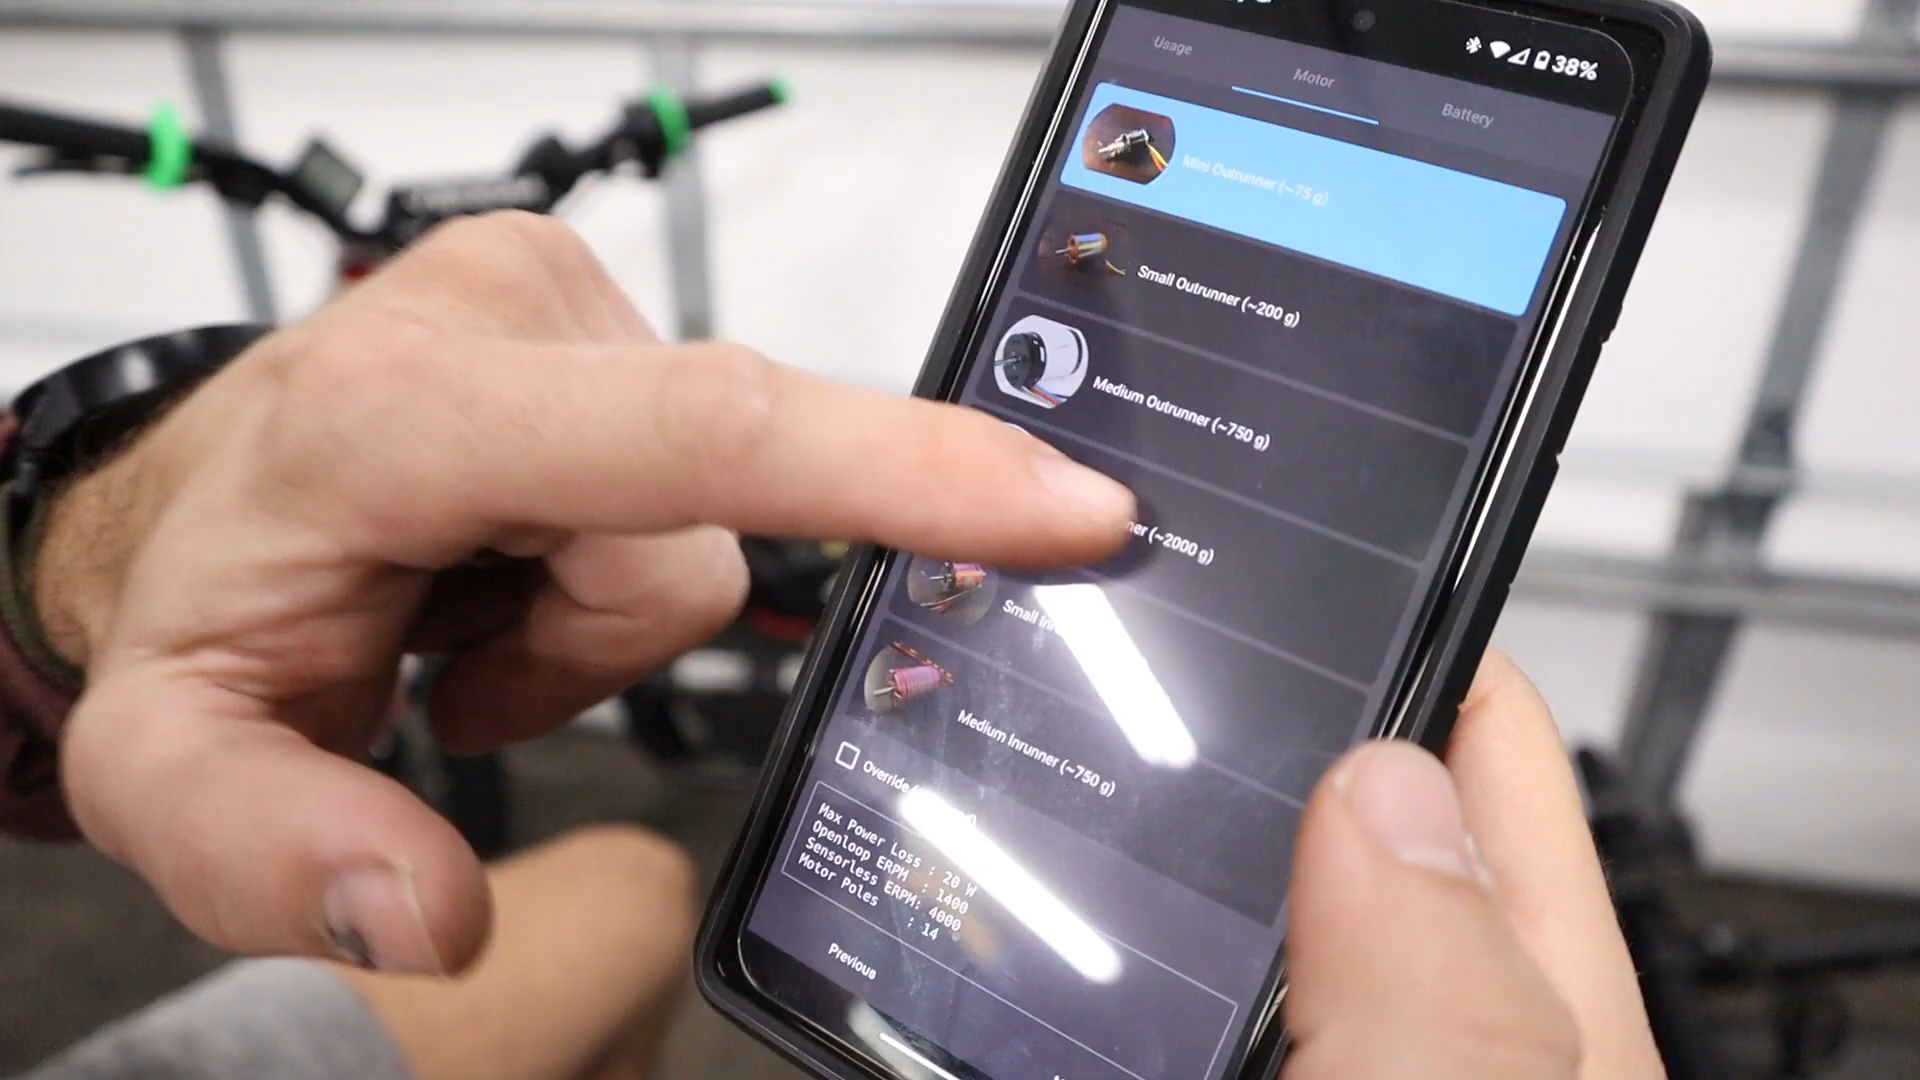 38%
Usage
Motor
Battery
Mini Outrunner (~75 g)
Small Outrunner (~200 g)
Medium Outrunner (~750 g)
(~2000 g)
Small
Medium Inrunner (~750 g)
Override
Max Power Loss : 20 W
Openloop ERPM : 1400
Sensorless ERPM: 4000
Motor Poles : 14
Previous